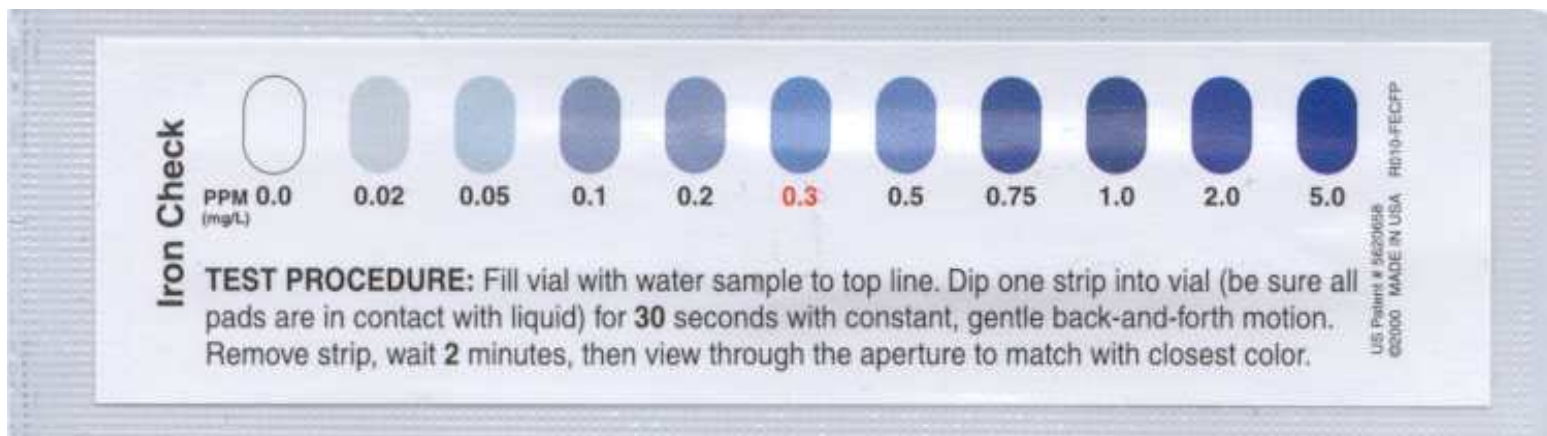 Iron Check
PPM 0.0 0.02 0.05 0.1 0.2 0.3 0.5 0.75 1.0 2.0 5.0
(mg/L)
TEST PROCEDURE: Fill vial with water sample to top line. Dip one strip into vial (be sure all
pads are in contact with liquid) for 30 seconds with constant, gentle back-and-forth motion.
Remove strip, wait 2 minutes, then view through the aperture to match with closest color.
US Patent # 5620658
©2000 MADE IN USA RI010-FECFP